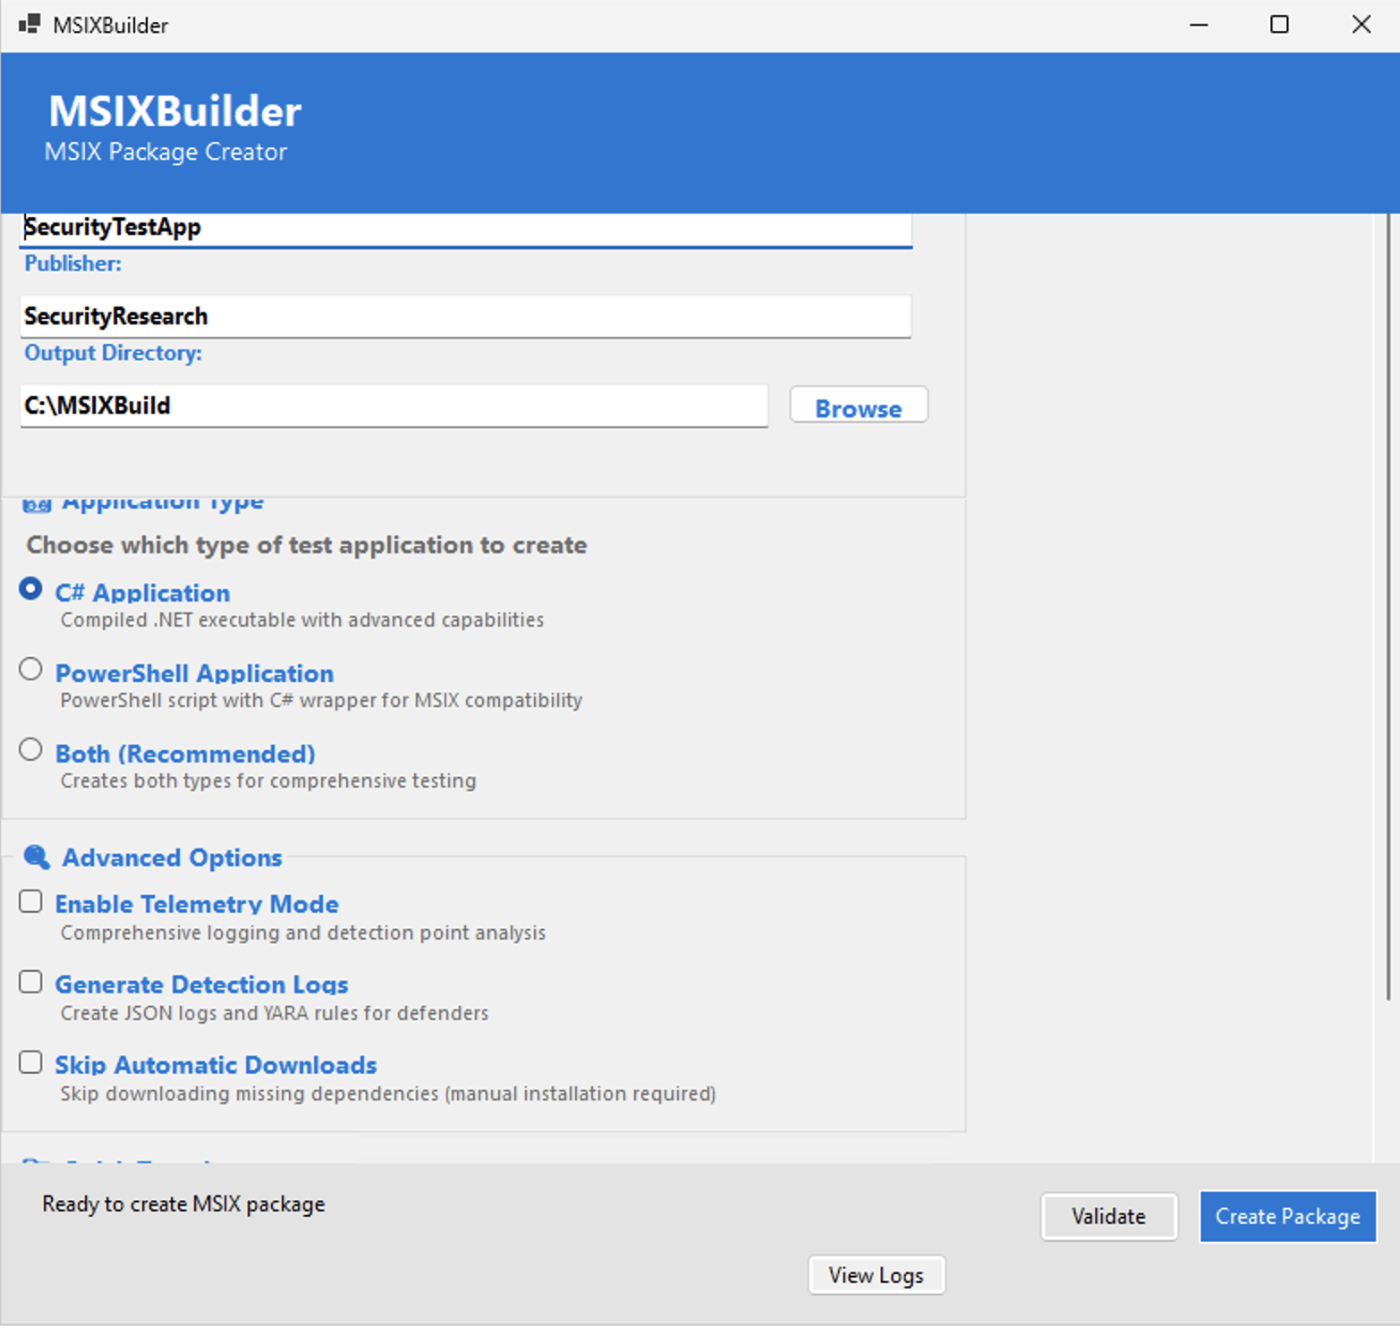 MSIXBuilder
MSIXBuilder
MSIX Package Creator
SecurityTestApp
Publisher:
SecurityResearch
Output Directory:
C:\MSIXBuild
Browse
Application Type
Choose which type of test application to create
C# Application
Compiled .NET executable with advanced capabilities
PowerShell Application
PowerShell script with C# wrapper for MSIX compatibility
Both (Recommended)
Creates both types for comprehensive testing
Advanced Options
Enable Telemetry Mode
Comprehensive logging and detection point analysis
Generate Detection Logs
Create JSON logs and YARA rules for defenders
Skip Automatic Downloads
Skip downloading missing dependencies (manual installation required)
Ready to create MSIX package
Validate
Create Package
View Logs